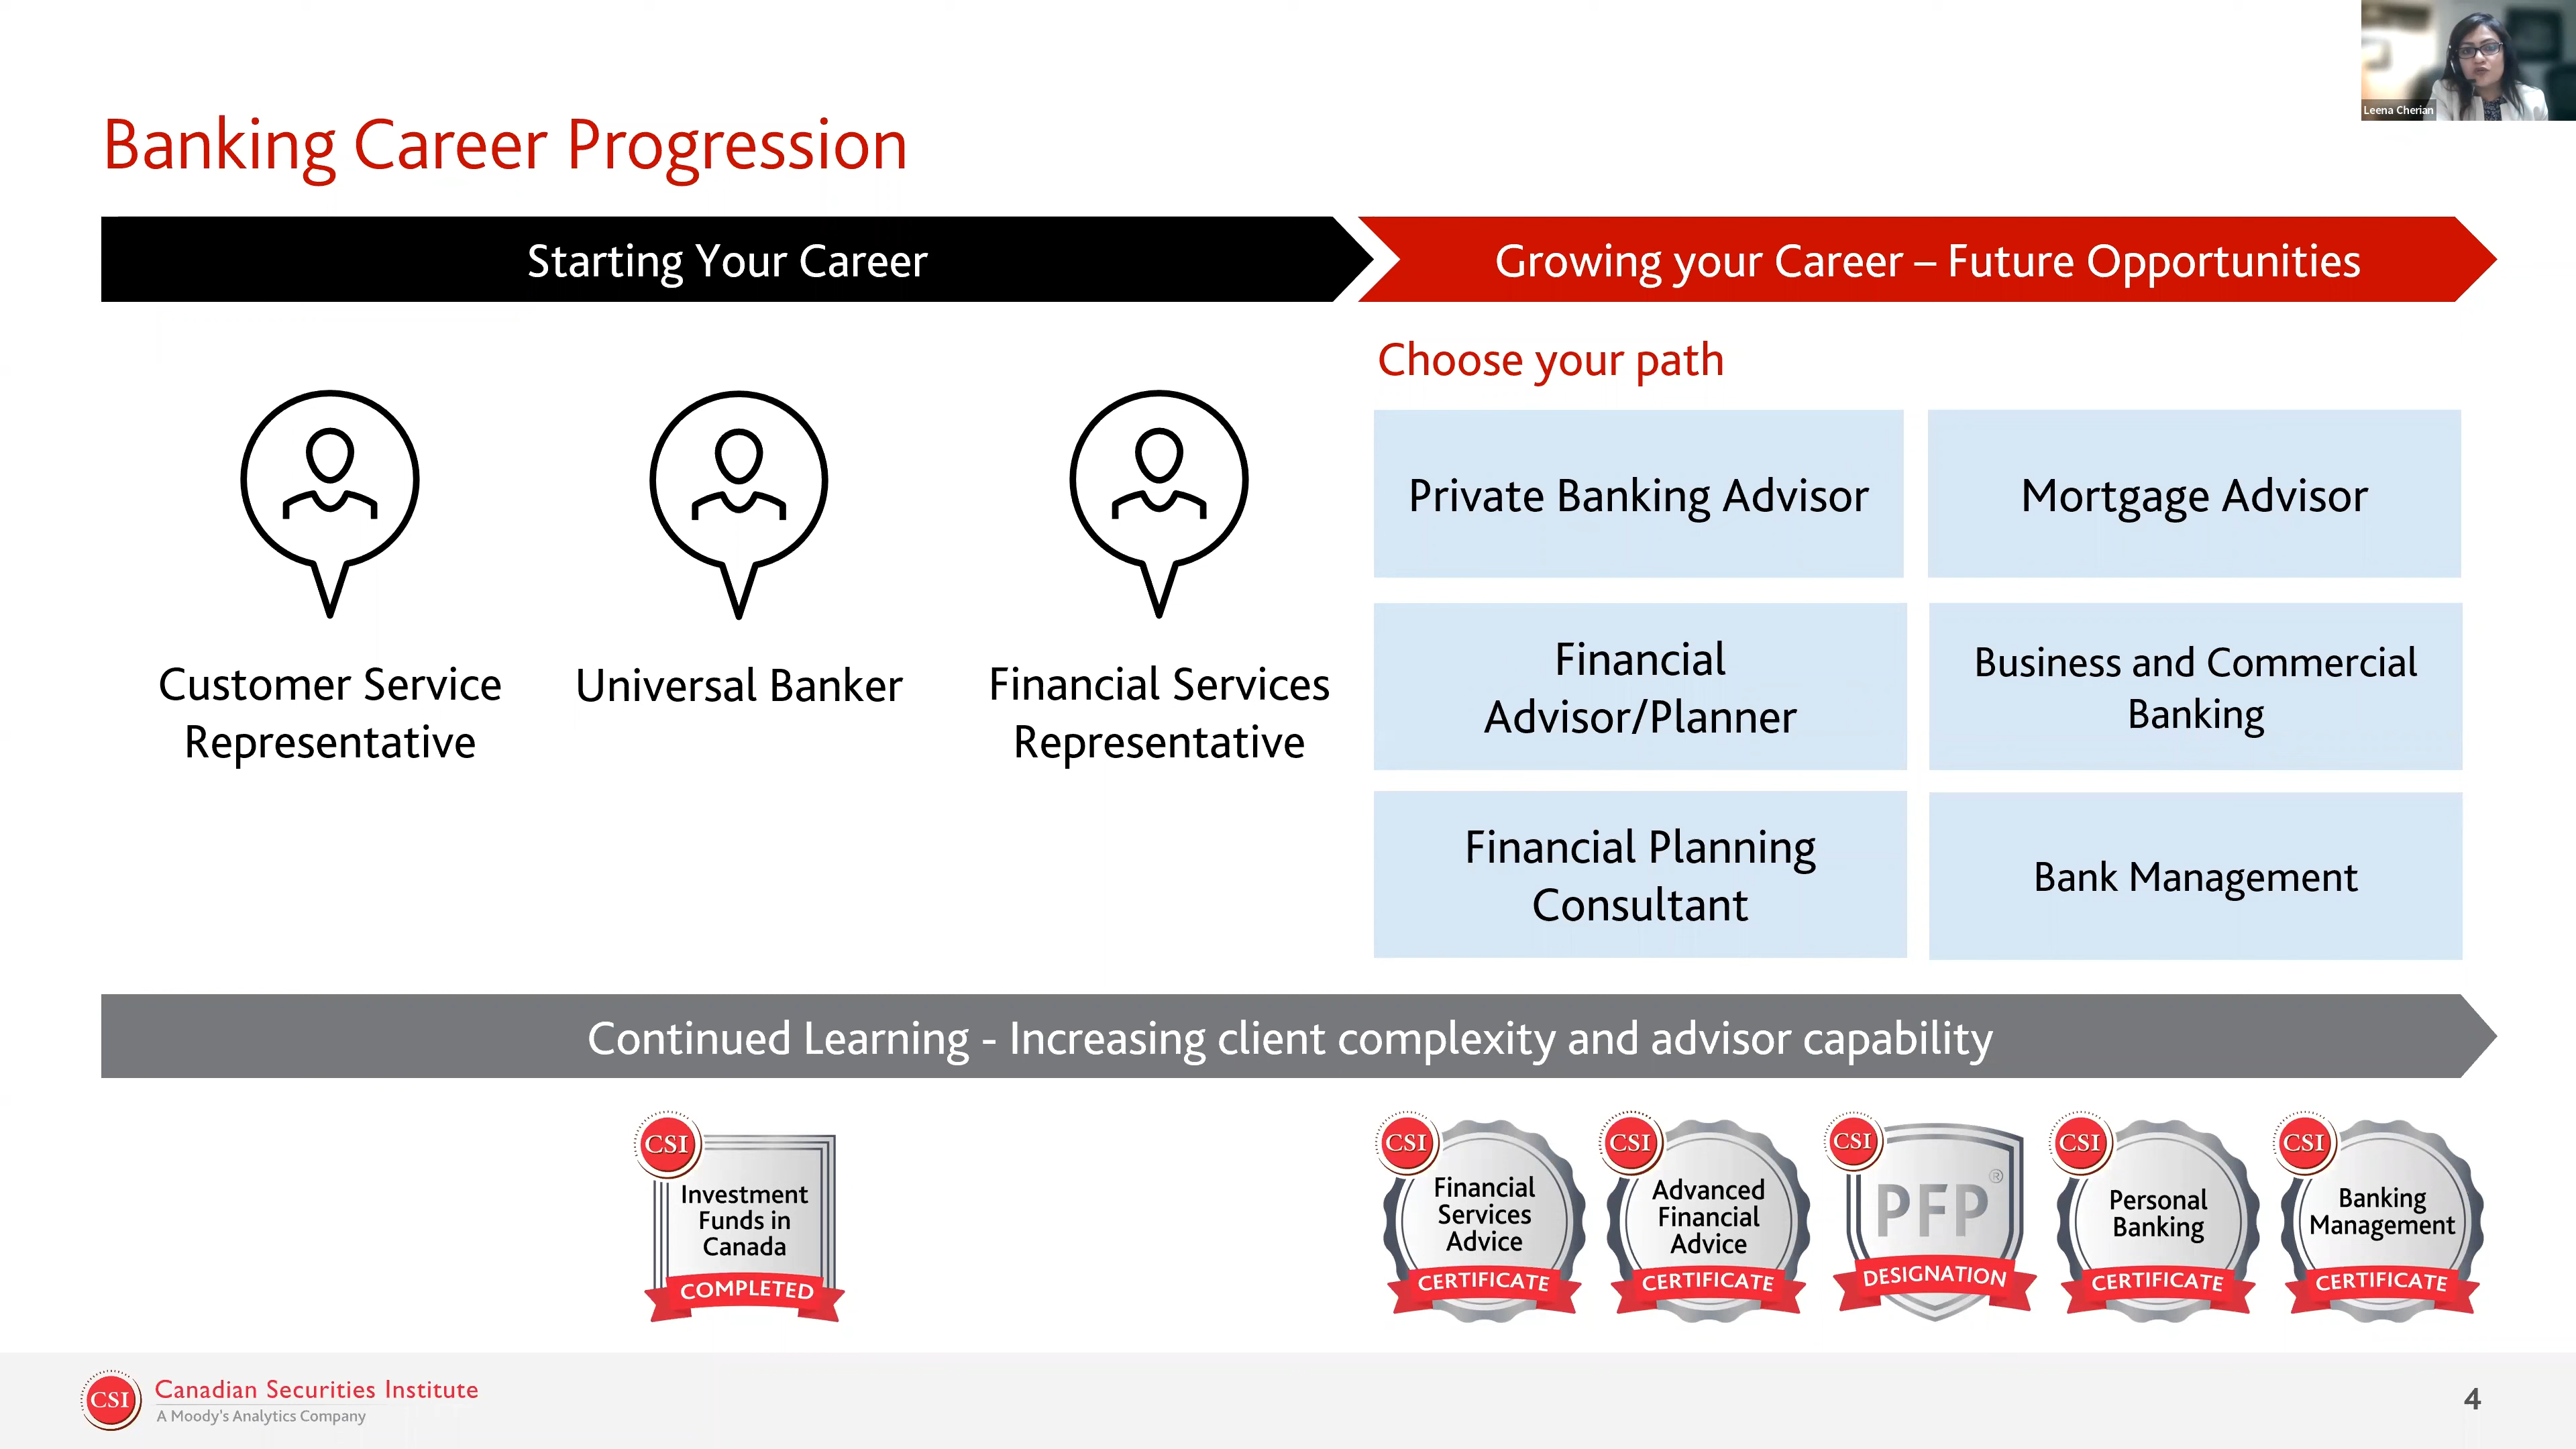 Leena Cherian
Banking Career Progression
Starting Your Career
Growing your Career – Future Opportunities
Choose your path
Customer Service
Representative
Universal Banker
Financial Services
Representative
Private Banking Advisor
Mortgage Advisor
Financial
Advisor/Planner
Business and Commercial
Banking
Financial Planning
Consultant
Bank Management
Continued Learning - Increasing client complexity and advisor capability
CSI
Investment
Funds in
Canada
COMPLETED
CSI
Financial
Services
Advice
CERTIFICATE
CSI
Advanced
Financial
Advice
CERTIFICATE
CSI
PFP®
DESIGNATION
CSI
Personal
Banking
CERTIFICATE
CSI
Banking
Management
CERTIFICATE
CSI
Canadian Securities Institute
A Moody's Analytics Company
4